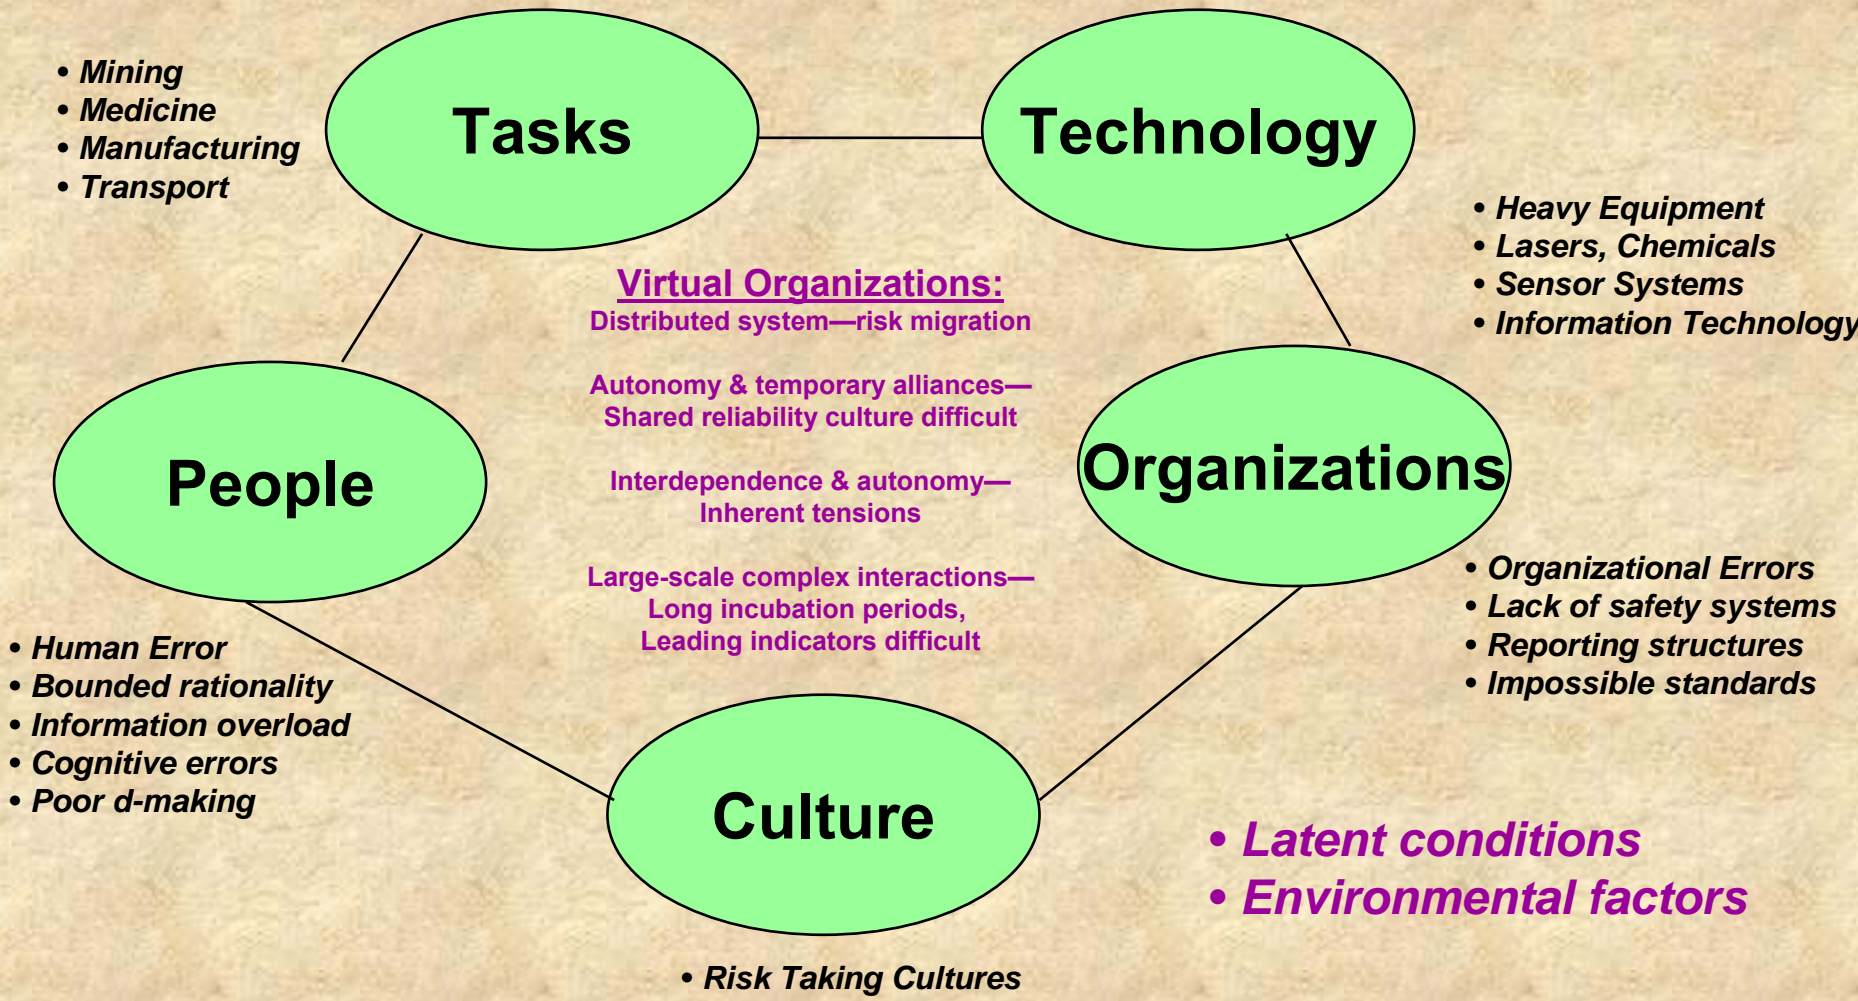 • Mining
• Medicine
• Manufacturing
• Transport
Tasks
Technology
• Heavy Equipment
• Lasers, Chemicals
• Sensor Systems
• Information Technology
Virtual Organizations:
Distributed system—risk migration
Autonomy & temporary alliances—
Shared reliability culture difficult
Interdependence & autonomy—
Inherent tensions
Large-scale complex interactions—
Long incubation periods,
Leading indicators difficult
People
Organizations
• Human Error
• Bounded rationality
• Information overload
• Cognitive errors
• Poor d-making
• Organizational Errors
• Lack of safety systems
• Reporting structures
• Impossible standards
Culture
• Risk Taking Cultures
• Latent conditions
• Environmental factors